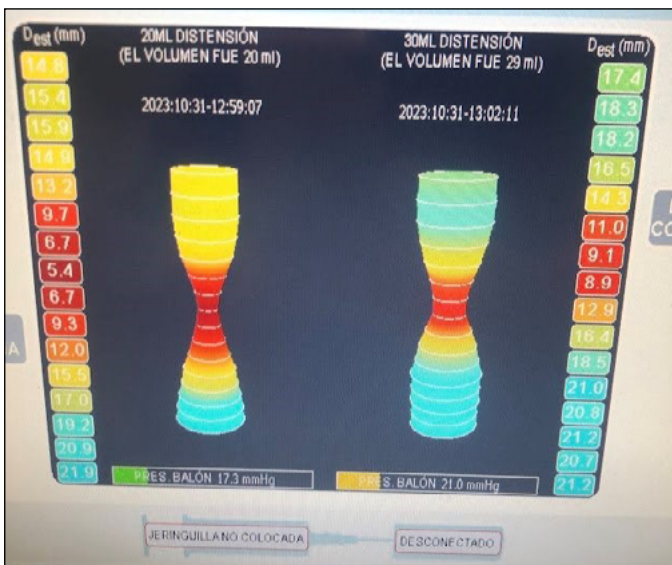 Dest (mm)
20ML DISTENSIÓN
(EL VOLUMEN FUE 20 ml)
2023:10:31-12:59:07
14.8
15.4
15.9
14.9
13.2
9.7
6.7
5.4
6.7
9.3
12.0
15.5
17.0
19.2
20.9
21.9
PRES. BALÓN 17.3 mmHg
30ML DISTENSIÓN
(EL VOLUMEN FUE 29 ml)
2023:10:31-13:02:11
Dest (mm)
17.4
18.3
18.2
16.5
14.3
11.0
9.1
8.9
12.9
16.4
18.5
21.0
20.8
21.2
20.7
21.2
PRES. BALÓN 21.0 mmHg
A
CO
JERINGUILLANO COLOCADA
DESCONECTADO